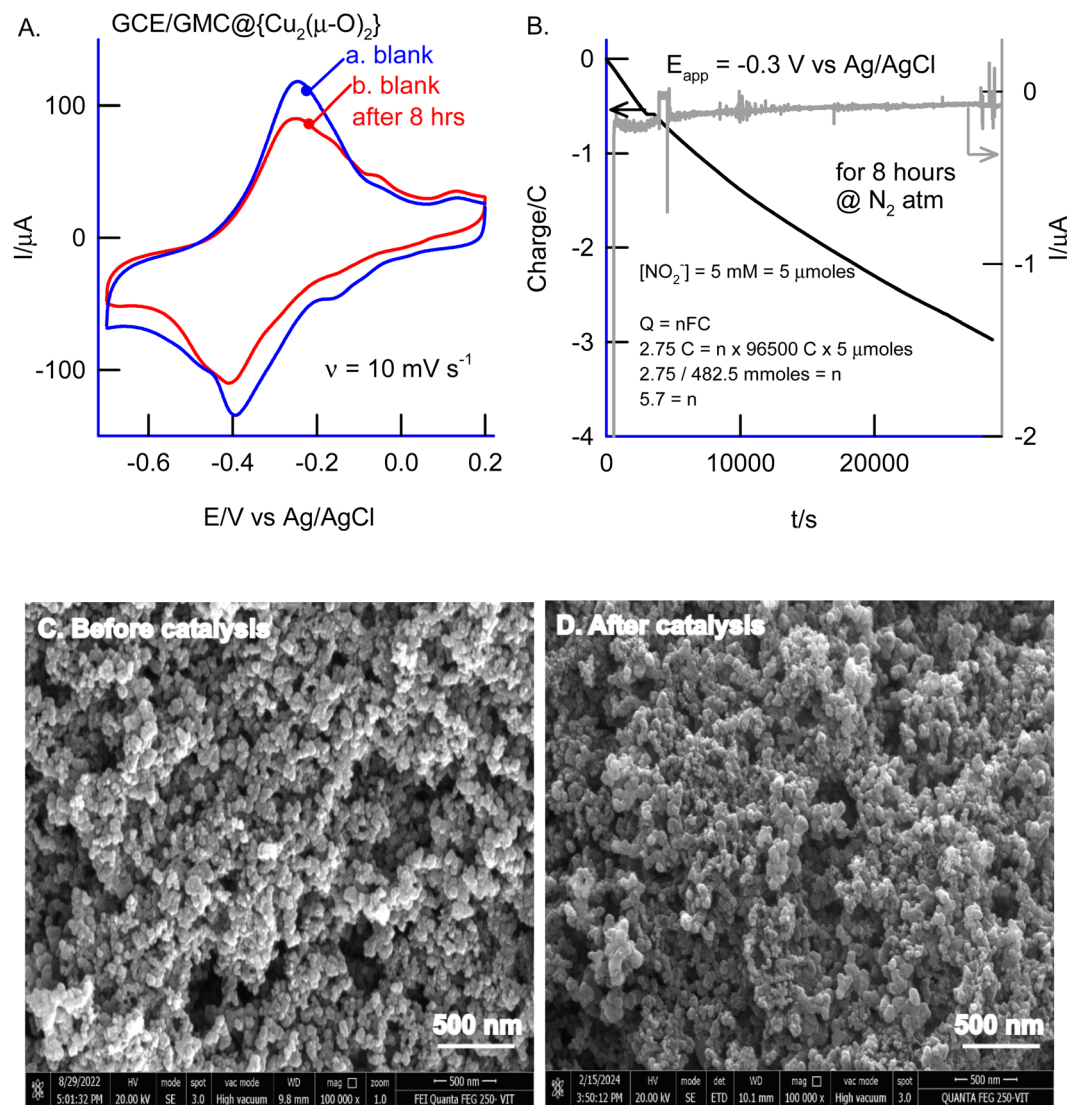 A.
GCE/GMC@{Cu₂(μ-O)₂}
a. blank
b. blank
after 8 hrs
I/μA
100
0
-100
ν = 10 mV s⁻¹
-0.6
-0.4
-0.2
0.0
0.2
E/V vs Ag/AgCl
B.
E_app = -0.3 V vs Ag/AgCl
for 8 hours
@ N₂ atm
[NO₂⁻] = 5 mM = 5 μmoles
Q = nFC
2.75 C = n x 96500 C x 5 μmoles
2.75 / 482.5 mmoles = n
5.7 = n
Charge/C
0
-1
-2
-3
-4
0
10000
20000
t/s
0
-1
-2
I/μA
C. Before catalysis
500 nm
8/29/2022
5:01:32 PM
HV
20.00 kV
mode
SE
spot
3.0
vac mode
High vacuum
WD
9.8 mm
mag
100 000 x
zoom
1.0
500 nm
FEI Quanta FEG 250- VIT
D. After catalysis
500 nm
2/15/2024
3:50:12 PM
HV
20.00 kV
mode
SE
det
ETD
WD
10.1 mm
mag
100 000 x
spot
3.0
vac mode
High vacuum
500 nm
QUANTA FEG 250-VIT